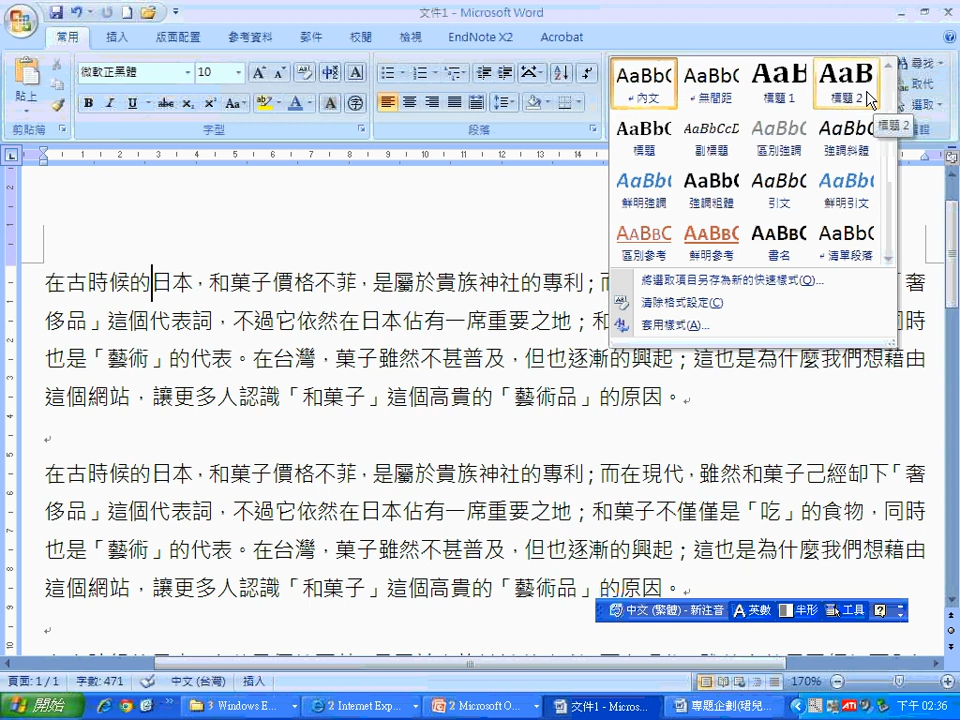 文件1 - Microsoft Word
常用 插入 版面配置 參考資料 郵件 校閱 檢視 EndNote X2 Acrobat
貼上
微軟正黑體 10
B I U abc X₂ X² Aa
剪貼簿 字型 段落
AaBbC AaBbC AaH AaB
內文 無間距 標題 1 標題 2
標題 2
尋找
取代
選取
AaBbC AaBbCcD AaBbC AaBbC
標題 副標題 區別強調 強調斜體
AaBbC AaBbC AaBbC AaBbC
鮮明強調 強調粗體 引文 鮮明引文
AABBC AABBC AABBC AaBbC
區別參考 鮮明參考 書名 清單段落
將選取項目另存為新的快速樣式(Q)...
清除格式設定(C)
套用樣式(A)...
在古時候的日本，和菓子價格不菲，是屬於貴族神社的專利；而 「奢
侈品」這個代表詞，不過它依然在日本佔有一席重要之地；和 同時
也是「藝術」的代表。在台灣，菓子雖然不甚普及，但也逐漸的興起；這也是為什麼我們想藉由
這個網站，讓更多人認識「和菓子」這個高貴的「藝術品」的原因。
在古時候的日本，和菓子價格不菲，是屬於貴族神社的專利；而在現代，雖然和菓子己經卸下「奢
侈品」這個代表詞，不過它依然在日本佔有一席重要之地；和菓子不僅僅是「吃」的食物，同時
也是「藝術」的代表。在台灣，菓子雖然不甚普及，但也逐漸的興起；這也是為什麼我們想藉由
這個網站，讓更多人認識「和菓子」這個高貴的「藝術品」的原因。
中文 (繁體) - 新注音 英數 半形 工具
頁面: 1 / 1 字數: 471 中文 (台灣) 插入 170%
開始 3 Windows E... 2 Internet Exp... 2 Microsoft O... 文件1 - Micros... 專題企劃(珺兒... 下午 02:36